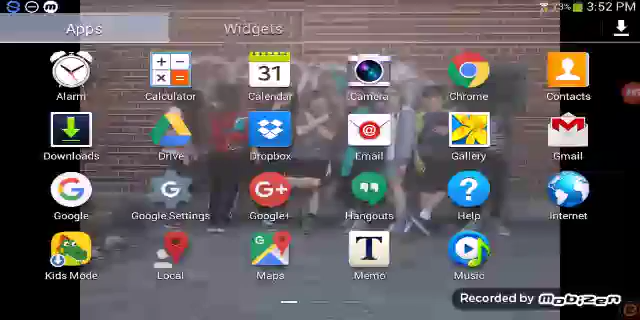 73% 3:52 PM
Apps Widgets
31
Alarm Calculator Calendar Camera Chrome Contacts
Downloads Drive Dropbox Email Gallery Gmail
Google Google Settings Google+ Hangouts Help Internet
Kids Mode Local Maps Memo Music
Recorded by mobizen